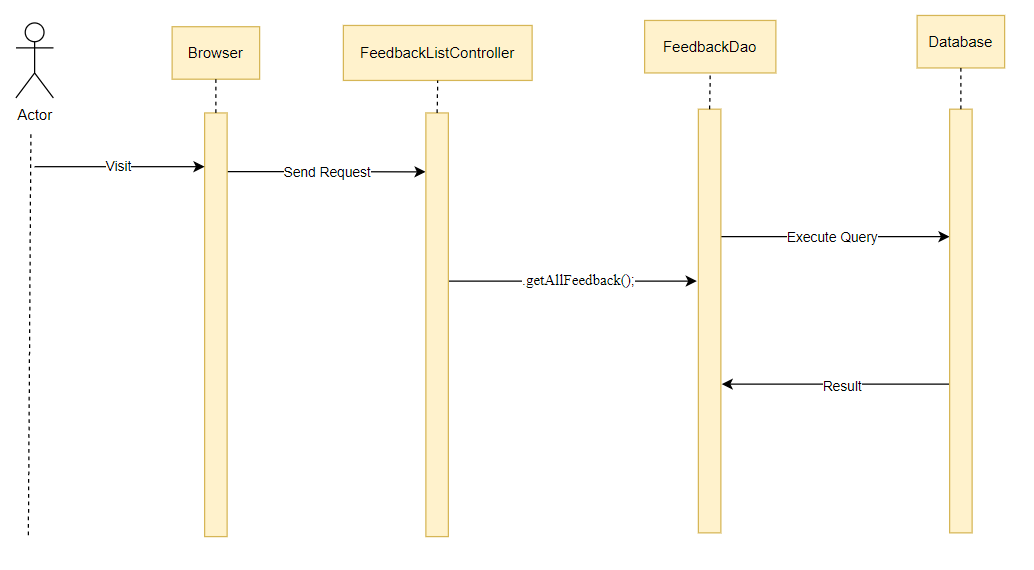 Actor
Browser
FeedbackListController
FeedbackDao
Database
Visit
Send Request
Execute Query
.getAllFeedback();
Result